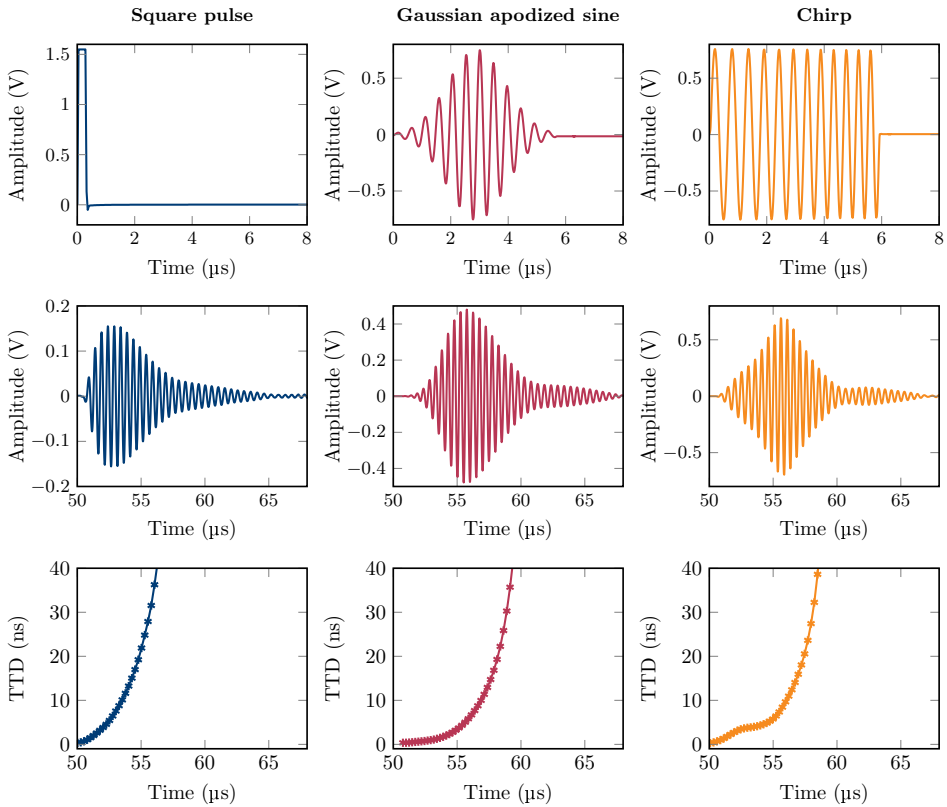 Square pulse
Gaussian apodized sine
Chirp
Amplitude (V)
1.5
1
0.5
0
0 2 4 6 8
Time (µs)
Amplitude (V)
0.5
0
−0.5
0 2 4 6 8
Time (µs)
Amplitude (V)
0.5
0
−0.5
0 2 4 6 8
Time (µs)
Amplitude (V)
0.2
0.1
0
−0.1
−0.2
50 55 60 65
Time (µs)
Amplitude (V)
0.4
0.2
0
−0.2
−0.4
50 55 60 65
Time (µs)
Amplitude (V)
0.5
0
−0.5
50 55 60 65
Time (µs)
TTD (ns)
40
30
20
10
0
50 55 60 65
Time (µs)
TTD (ns)
40
30
20
10
0
50 55 60 65
Time (µs)
TTD (ns)
40
30
20
10
0
50 55 60 65
Time (µs)